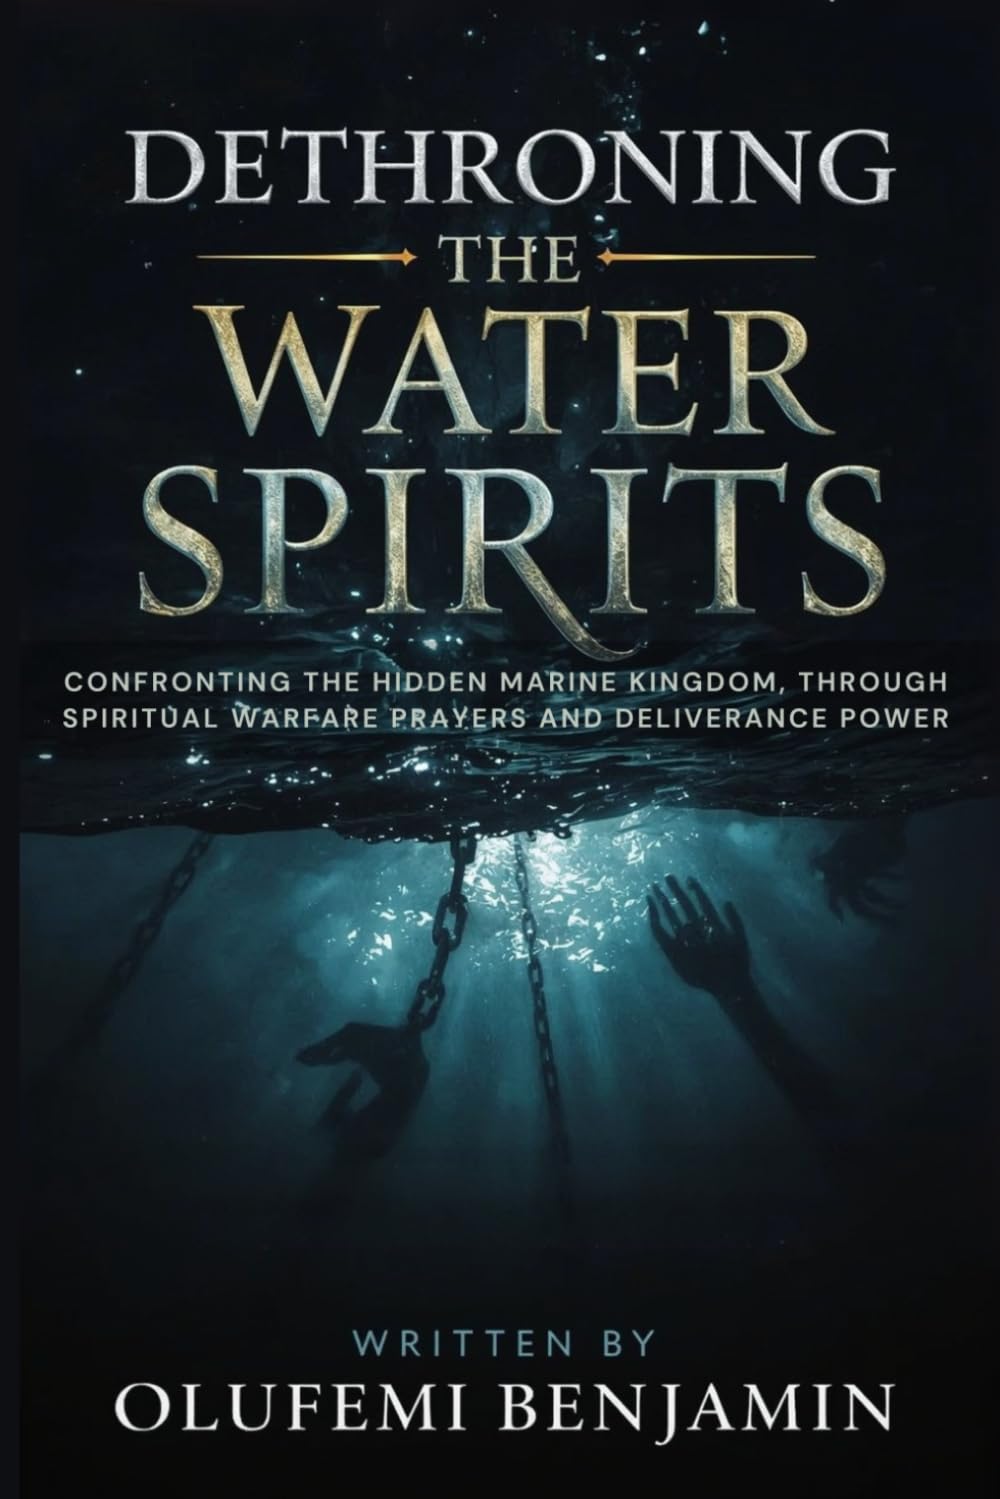 DETHRONING
THE
WATER
SPIRITS
CONFRONTING THE HIDDEN MARINE KINGDOM, THROUGH
SPIRITUAL WARFARE PRAYERS AND DELIVERANCE POWER
WRITTEN BY
OLUFEMI BENJAMIN